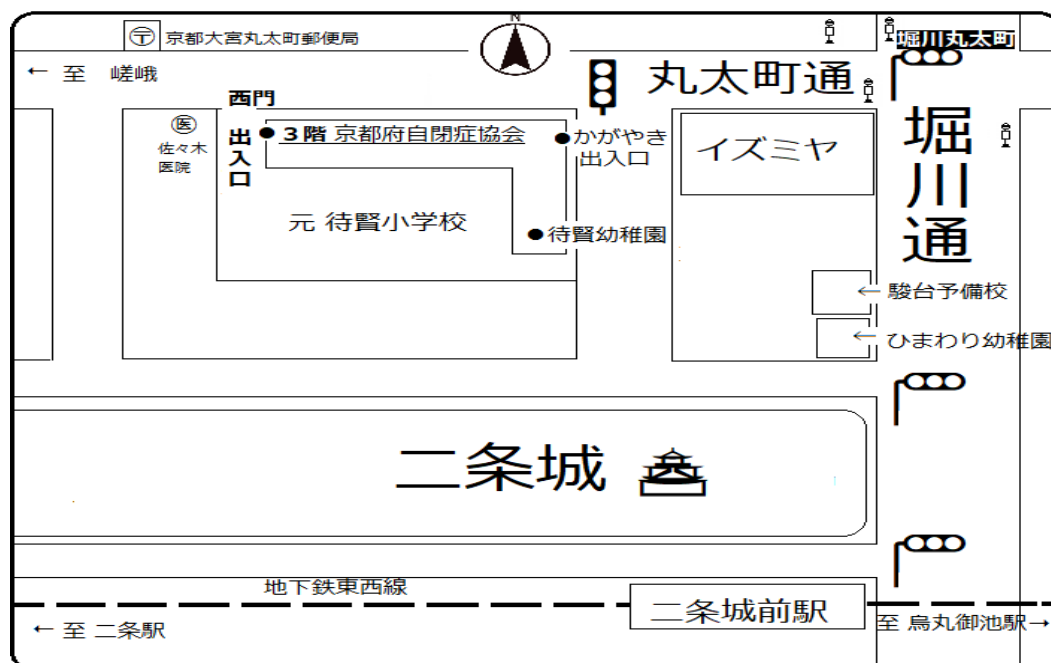 N
〒 京都大宮丸太町郵便局
堀川丸太町
← 至 嵯峨
丸太町通
西門
出入口
医
佐々木
医院
●3階 京都府自閉症協会
●かがやき
出入口
イズミヤ
堀川通
元 待賢小学校
●待賢幼稚園
← 駿台予備校
← ひまわり幼稚園
二条城
地下鉄東西線
二条城前駅
← 至 二条駅
至 烏丸御池駅→